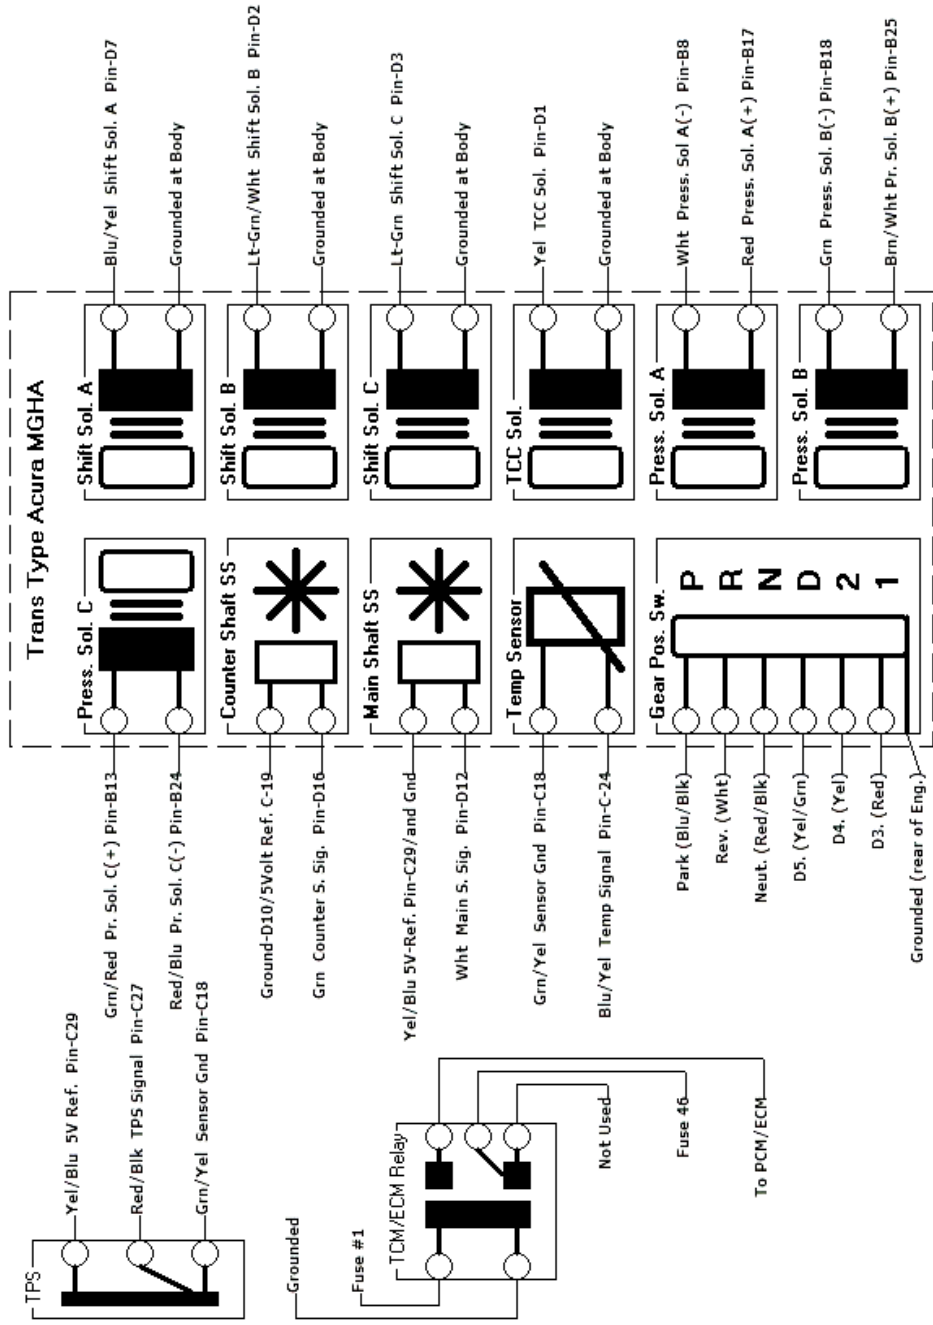 Trans Type Acura MGHA
Press. Sol. C
Counter Shaft SS
Main Shaft SS
Temp Sensor
Gear Pos. Sw.
P
R
N
D
2
1
Shift Sol. A
Shift Sol. B
Shift Sol. C
TCC Sol.
Press. Sol. A
Press. Sol. B
Blu/Yel Shift Sol. A Pin-D7
Grounded at Body
Lt-Grn/Wht Shift Sol. B Pin-D2
Grounded at Body
Lt-Grn Shift Sol. C Pin-D3
Grounded at Body
Yel TCC Sol. Pin-D1
Grounded at Body
Wht Press. Sol A(-) Pin-B8
Red Press. Sol. A(+) Pin-B17
Grn Press. Sol. B(-) Pin-B18
Brn/Wht Pr. Sol. B(+) Pin-B25
Grn/Red Pr. Sol. C(+) Pin-B13
Red/Blu Pr. Sol. C(-) Pin-B24
Ground-D10/5Volt Ref. C-19
Grn Counter S. Sig. Pin-D16
Yel/Blu 5V-Ref. Pin-C29/and Gnd
Wht Main S. Sig. Pin-D12
Grn/Yel Sensor Gnd Pin-C18
Blu/Yel Temp Signal Pin-C-24
Park (Blu/Blk)
Rev. (Wht)
Neut. (Red/Blk)
D5. (Yel/Grn)
D4. (Yel)
D3. (Red)
Grounded (rear of Eng.)
TPS
Yel/Blu 5V Ref. Pin-C29
Red/Blk TPS Signal Pin-C27
Grn/Yel Sensor Gnd Pin-C18
TCM/ECM Relay
Grounded
Fuse #1
Not Used
Fuse 46
To PCM/ECM